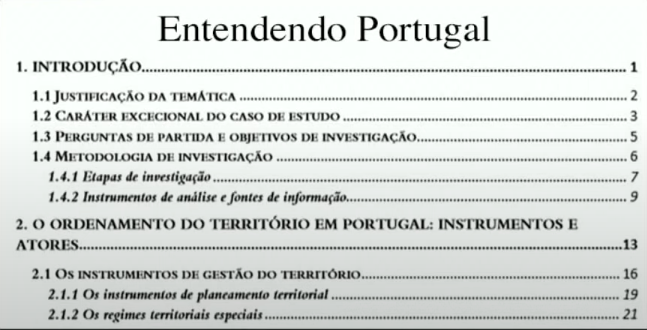 Entendendo Portugal
1. INTRODUÇÃO.......................................................................................................... 1
1.1 JUSTIFICAÇÃO DA TEMÁTICA ................................................................................ 2
1.2 CARÁTER EXCECIONAL DO CASO DE ESTUDO ........................................................ 3
1.3 PERGUNTAS DE PARTIDA E OBJETIVOS DE INVESTIGAÇÃO........................................ 5
1.4 METODOLOGIA DE INVESTIGAÇÃO ........................................................................ 6
1.4.1 Etapas de investigação ................................................................................ 7
1.4.2 Instrumentos de análise e fontes de informação........................................................ 9
2. O ORDENAMENTO DO TERRITÓRIO EM PORTUGAL: INSTRUMENTOS E
ATORES.......................................................................................................13
2.1 OS INSTRUMENTOS DE GESTÃO DO TERRITÓRIO.................................................... 16
2.1.1 Os instrumentos de planeamento territorial ........................................................ 19
2.1.2 Os regimes territoriais especiais........................................................................ 21